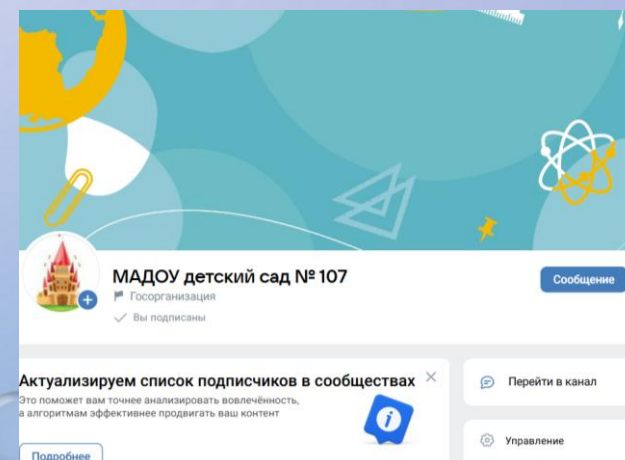 МАДОУ детский сад № 107
Госорганизация
Вы подписаны
Сообщение
Актуализируем список подписчиков в сообществах
Это поможет вам точнее анализировать вовлечённость,
а алгоритмам эффективнее продвигать ваш контент
Подробнее
Перейти в канал
Управление